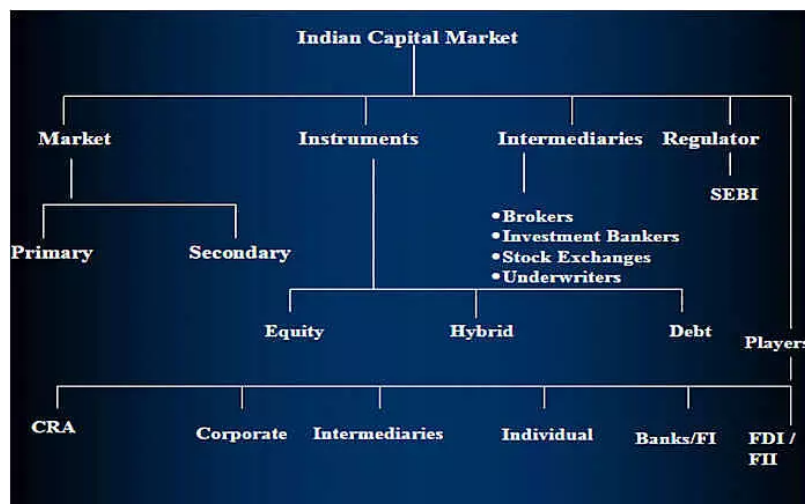 Indian Capital Market
Market
Instruments
Intermediaries
Regulator
SEBI
Primary
Secondary
•Brokers
•Investment Bankers
•Stock Exchanges
•Underwriters
Equity
Hybrid
Debt
Players
CRA
Corporate
Intermediaries
Individual
Banks/FI
FDI /
FII